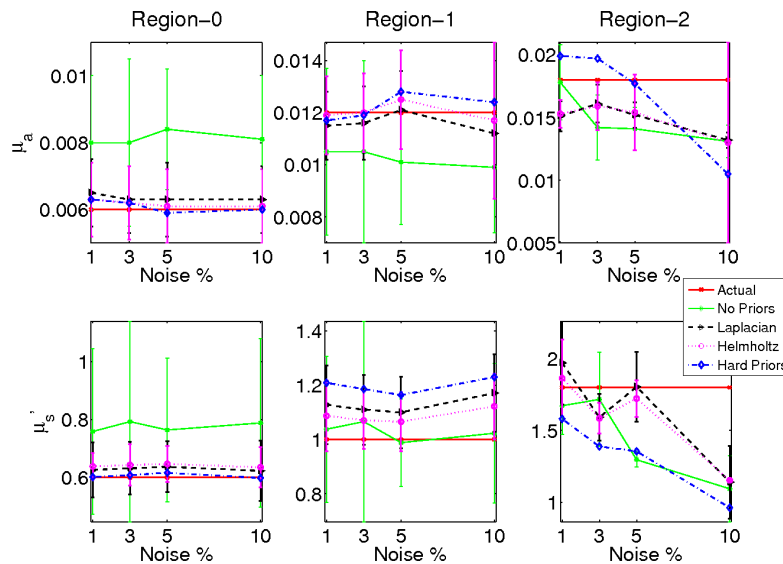 Region−0 Region−1 Region−2
μa
0.01
0.008
0.006
1 3 5 10
Noise %
0.014
0.012
0.01
0.008
1 3 5 10
Noise %
0.02
0.015
0.01
0.005
1 3 5 10
Noise %
Actual
No Priors
Laplacian
Helmholtz
Hard Priors
μs'
1
0.8
0.6
1 3 5 10
Noise %
1.4
1.2
1
0.8
1 3 5 10
Noise %
2
1.5
1
1 3 5 10
Noise %